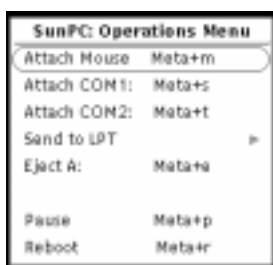 SunPC: Operations Menu
Attach Mouse Meta+m
Attach COM1: Meta+s
Attach COM2: Meta+t
Send to LPT
Eject A: Meta+e
Pause Meta+p
Reboot Meta+r